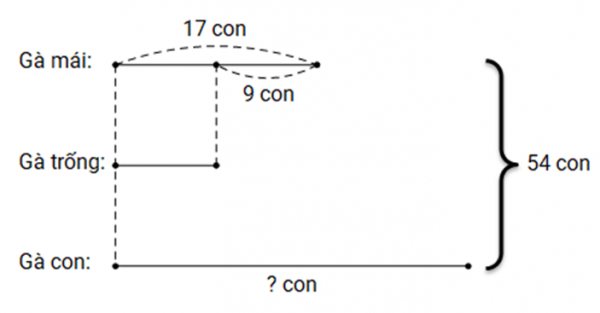 17 con
Gà mái:
9 con
Gà trống:
54 con
Gà con:
? con